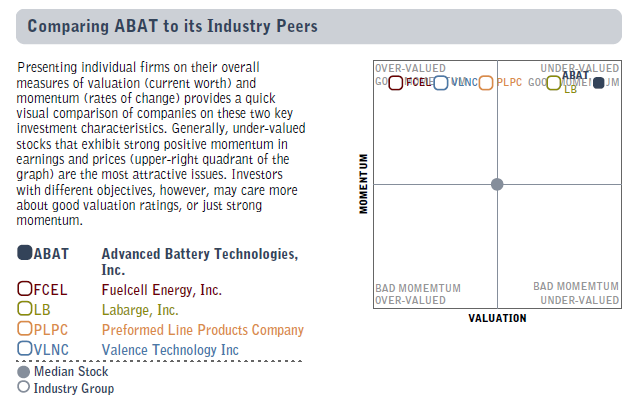 Comparing ABAT to its Industry Peers
Presenting individual firms on their overall
measures of valuation (current worth) and
momentum (rates of change) provides a quick
visual comparison of companies on these two key
investment characteristics. Generally, under-valued
stocks that exhibit strong positive momentum in
earnings and prices (upper-right quadrant of the
graph) are the most attractive issues. Investors
with different objectives, however, may care more
about good valuation ratings, or just strong
momentum.
ABAT Advanced Battery Technologies,
Inc.
FCEL Fuelcell Energy, Inc.
LB Labarge, Inc.
PLPC Preformed Line Products Company
VLNC Valence Technology Inc
Median Stock
Industry Group
OVER-VALUED
UNDER-VALUED
FCEL
VLNC
PLPC
ABAT
LB
MOMENTUM
BAD MOMEMTUM
OVER-VALUED
BAD MOMEMTUM
UNDER-VALUED
VALUATION